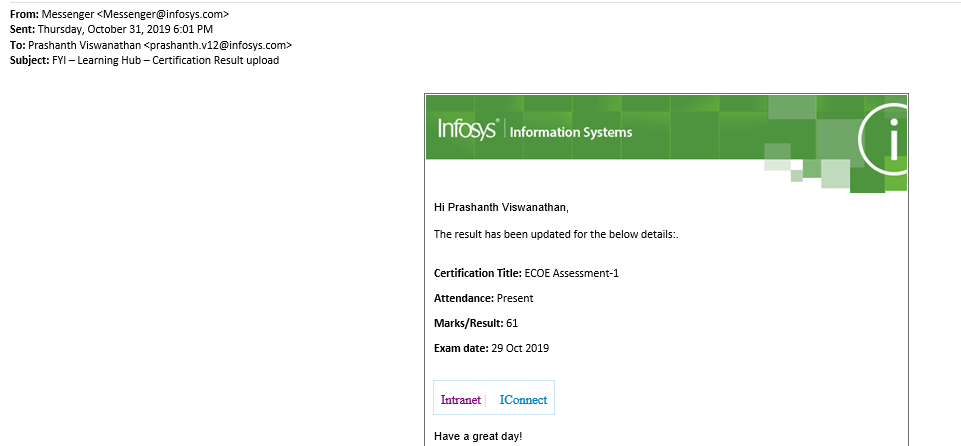 From: Messenger <Messenger@infosys.com>
Sent: Thursday, October 31, 2019 6:01 PM
To: Prashanth Viswanathan <prashanth.v12@infosys.com>
Subject: FYI – Learning Hub – Certification Result upload
Infosys® | Information Systems
i
Hi Prashanth Viswanathan,
The result has been updated for the below details:.
Certification Title: ECOE Assessment-1
Attendance: Present
Marks/Result: 61
Exam date: 29 Oct 2019
Intranet | IConnect
Have a great day!